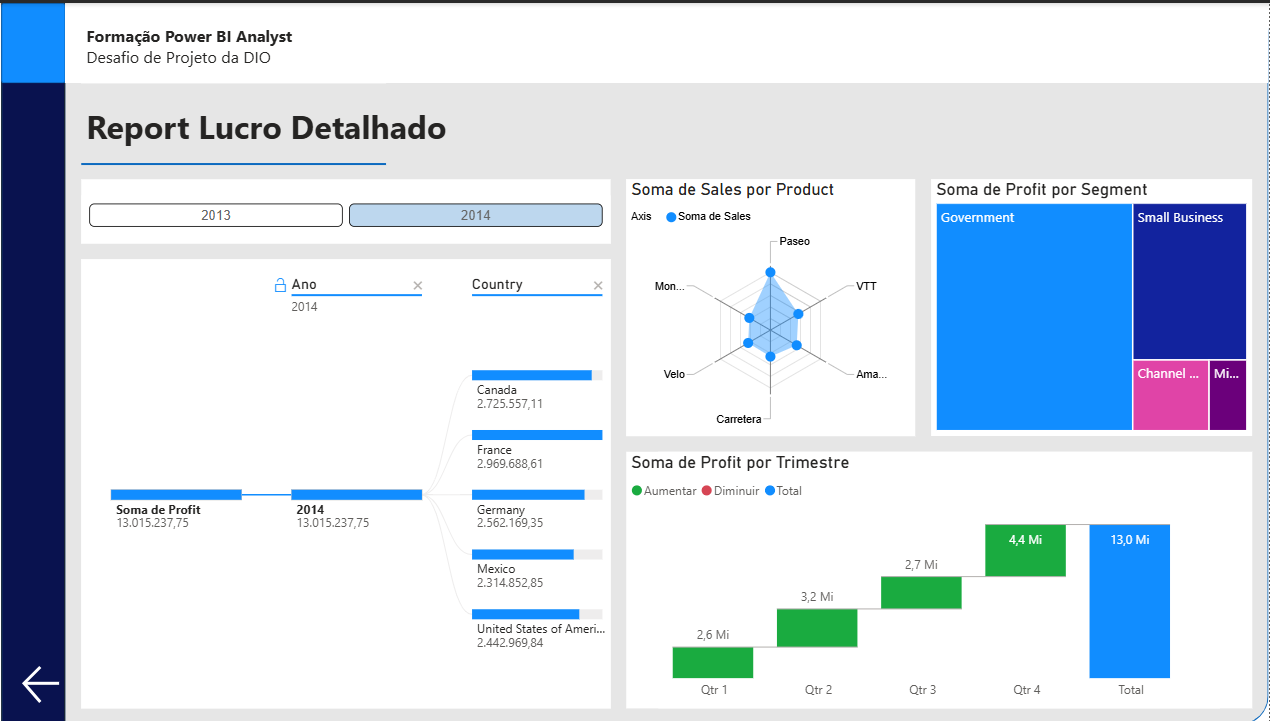 Formação Power BI Analyst
Desafio de Projeto da DIO
Report Lucro Detalhado
2013
2014
Ano
2014
Country
Soma de Profit
13.015.237,75
2014
13.015.237,75
Canada
2.725.557,11
France
2.969.688,61
Germany
2.562.169,35
Mexico
2.314.852,85
United States of Ameri...
2.442.969,84
Soma de Sales por Product
Axis Soma de Sales
Paseo
Mon...
VTT
Velo
Ama...
Carretera
Soma de Profit por Segment
Government
Small Business
Channel ...
Mi...
Soma de Profit por Trimestre
Aumentar Diminuir Total
2,6 Mi
3,2 Mi
2,7 Mi
4,4 Mi
13,0 Mi
Qtr 1
Qtr 2
Qtr 3
Qtr 4
Total